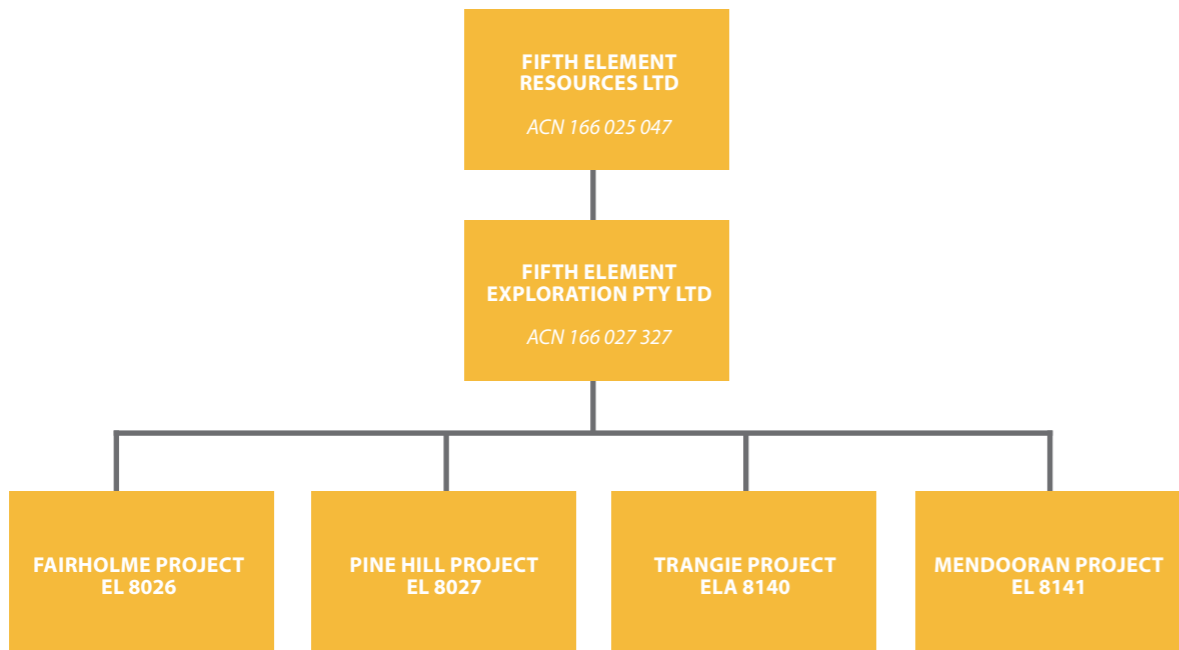 FIFTH ELEMENT
RESOURCES LTD
ACN 166 025 047
FIFTH ELEMENT
EXPLORATION PTY LTD
ACN 166 027 327
FAIRHOLME PROJECT
EL 8026
PINE HILL PROJECT
EL 8027
TRANGIE PROJECT
ELA 8140
MENDOORAN PROJECT
EL 8141